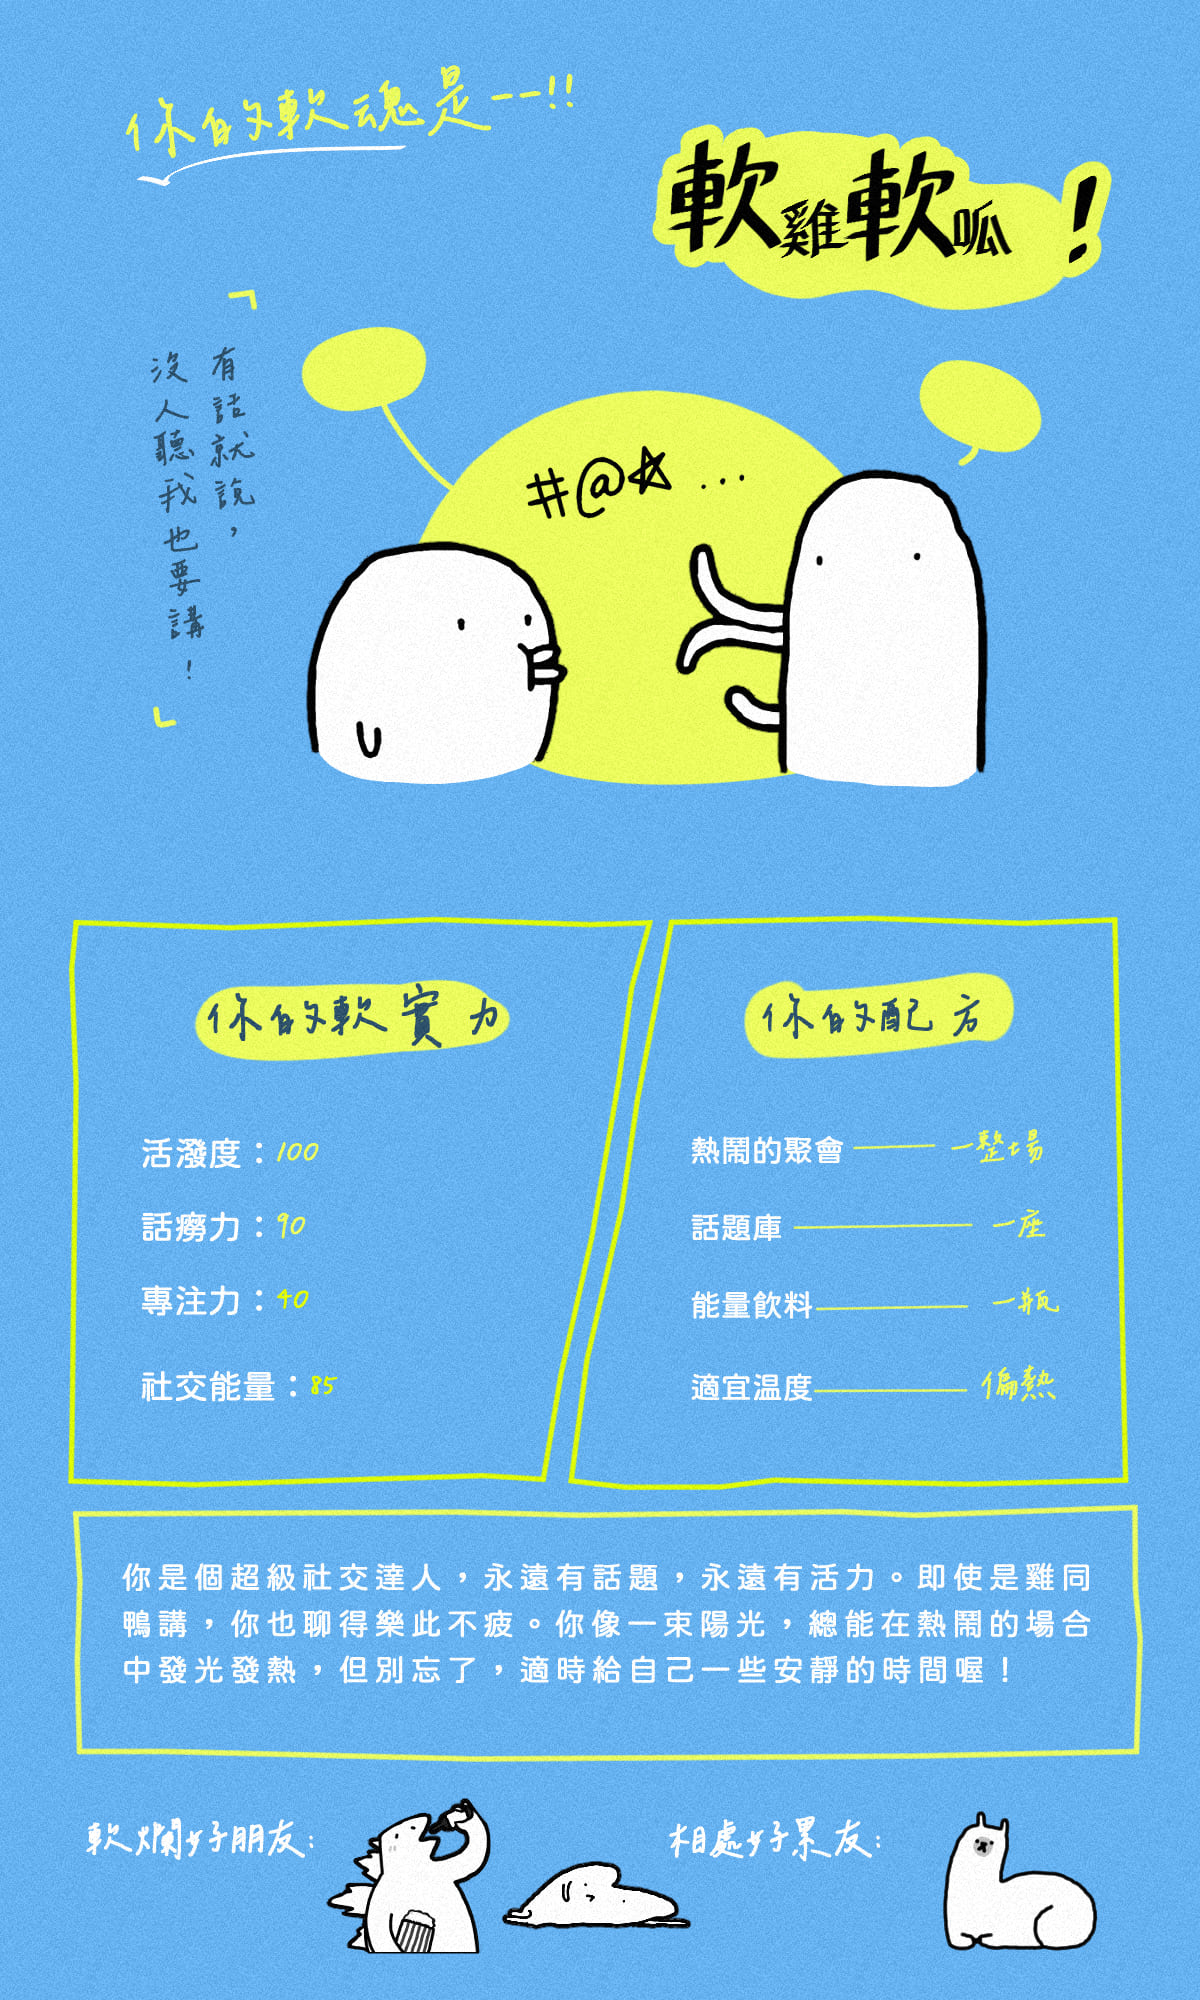 你的軟魂是——!!
軟雞軟呱！
「有話就說，
沒人聽我也要講！」
#@☆...
你的軟實力
活潑度：100
話癆力：90
專注力：40
社交能量：85
你的配方
熱鬧的聚會——一整場
話題庫——一座
能量飲料——一瓶
適宜温度——偏熱
你是個超級社交達人，永遠有話題，永遠有活力。即使是雞同
鴨講，你也聊得樂此不疲。你像一束陽光，總能在熱鬧的場合
中發光發熱，但別忘了，適時給自己一些安靜的時間喔！
軟爛好朋友：
相處好累友：